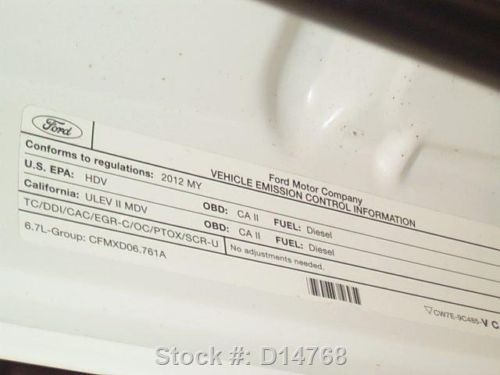 Ford
Ford Motor Company
VEHICLE EMISSION CONTROL INFORMATION
Conforms to regulations: 2012 MY
U.S. EPA: HDV OBD: CA II FUEL: Diesel
California: ULEV II MDV OBD: CA II FUEL: Diesel
TC/DDI/CAC/EGR-C/OC/PTOX/SCR-U No adjustments needed.
6.7L-Group: CFMXD06.761A
CW7E-9C485-V C
Stock #: D14768